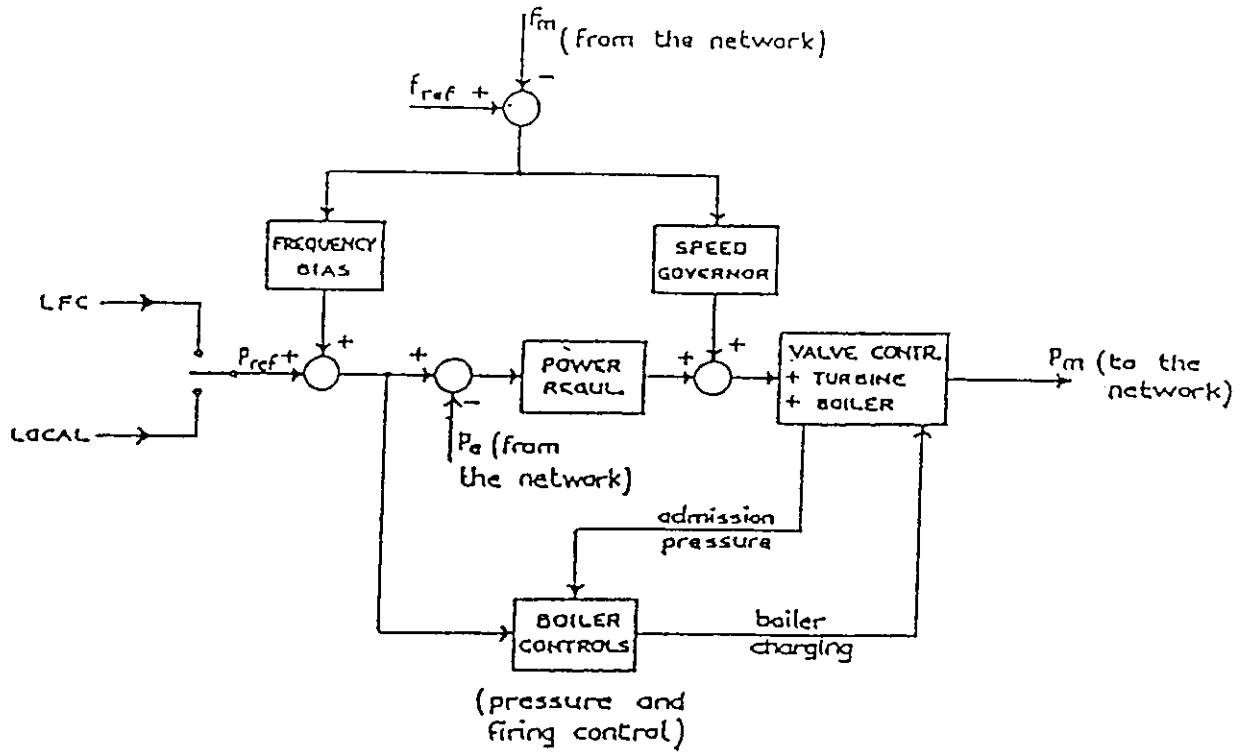 fm (from the network)
-
fref +
FREQUENCY
BIAS
SPEED
GOVERNOR
LFC
+
+
Pref +
+
-
POWER
REGUL.
+
VALVE CONTR.
+ TURBINE
+ BOILER
Pm (to the
network)
LOCAL
Pe (from
the network)
admission
pressure
BOILER
CONTROLS
boiler
charging
(pressure and
firing control)